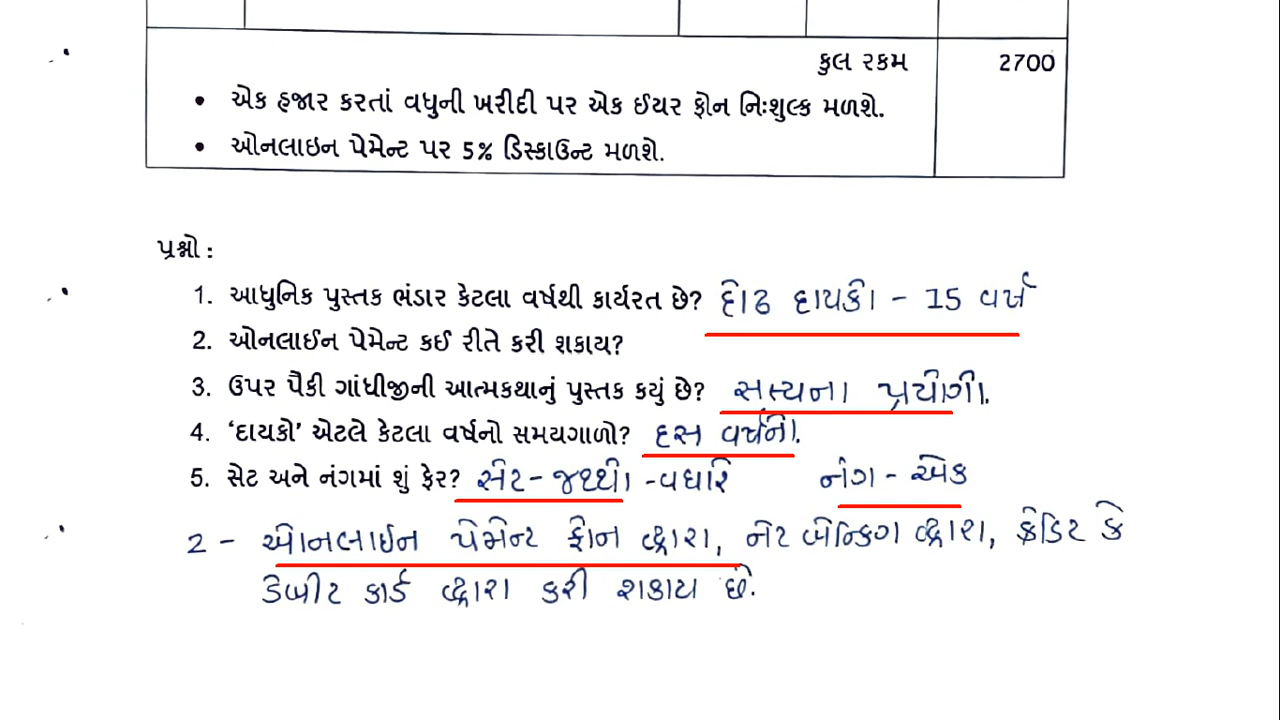 કુલ રકમ 2700
• એક હજાર કરતાં વધુની ખરીદી પર એક ઈયર ફોન નિઃશુલ્ક મળશે.
• ઓનલાઇન પેમેન્ટ પર 5% ડિસ્કાઉન્ટ મળશે.
પ્રશ્નો :
1. આધુનિક પુસ્તક ભંડાર કેટલા વર્ષથી કાર્યરત છે? દોઢ દાયકો - 15 વર્ષ
2. ઓનલાઈન પેમેન્ટ કઈ રીતે કરી શકાય?
3. ઉપર પૈકી ગાંધીજીની આત્મકથાનું પુસ્તક કયું છે? સત્યના પ્રયોગો.
4. ‘દાયકો’ એટલે કેટલા વર્ષનો સમયગાળો? દસ વર્ષનો.
5. સેટ અને નંગમાં શું ફેર? સેટ - જથ્થો - વધારે નંગ - એક
2 - ઓનલાઈન પેમેન્ટ ફોન દ્વારા, નેટ બેન્કિંગ દ્વારા, ક્રેડિટ કે
ડેબીટ કાર્ડ દ્વારા કરી શકાય છે.